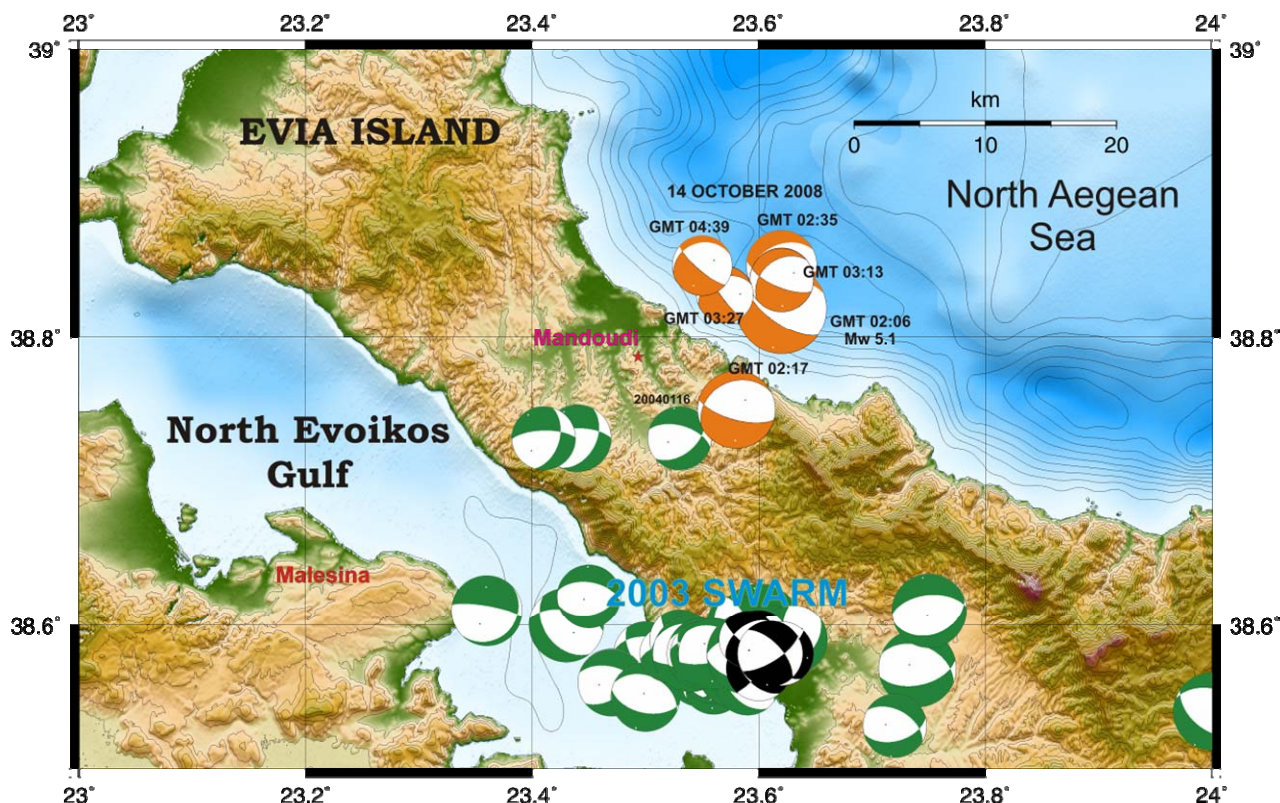 23° 23.2° 23.4° 23.6° 23.8° 24°
39° 39°
km
0 10 20
EVIA ISLAND
North Aegean
Sea
14 OCTOBER 2008
GMT 02:35
GMT 04:39
GMT 03:13
GMT 03:27
GMT 02:06
Mw 5.1
38.8° 38.8°
Mandoudi
GMT 02:17
20040116
North Evoikos
Gulf
Malesina
2003 SWARM
38.6° 38.6°
23° 23.2° 23.4° 23.6° 23.8° 24°